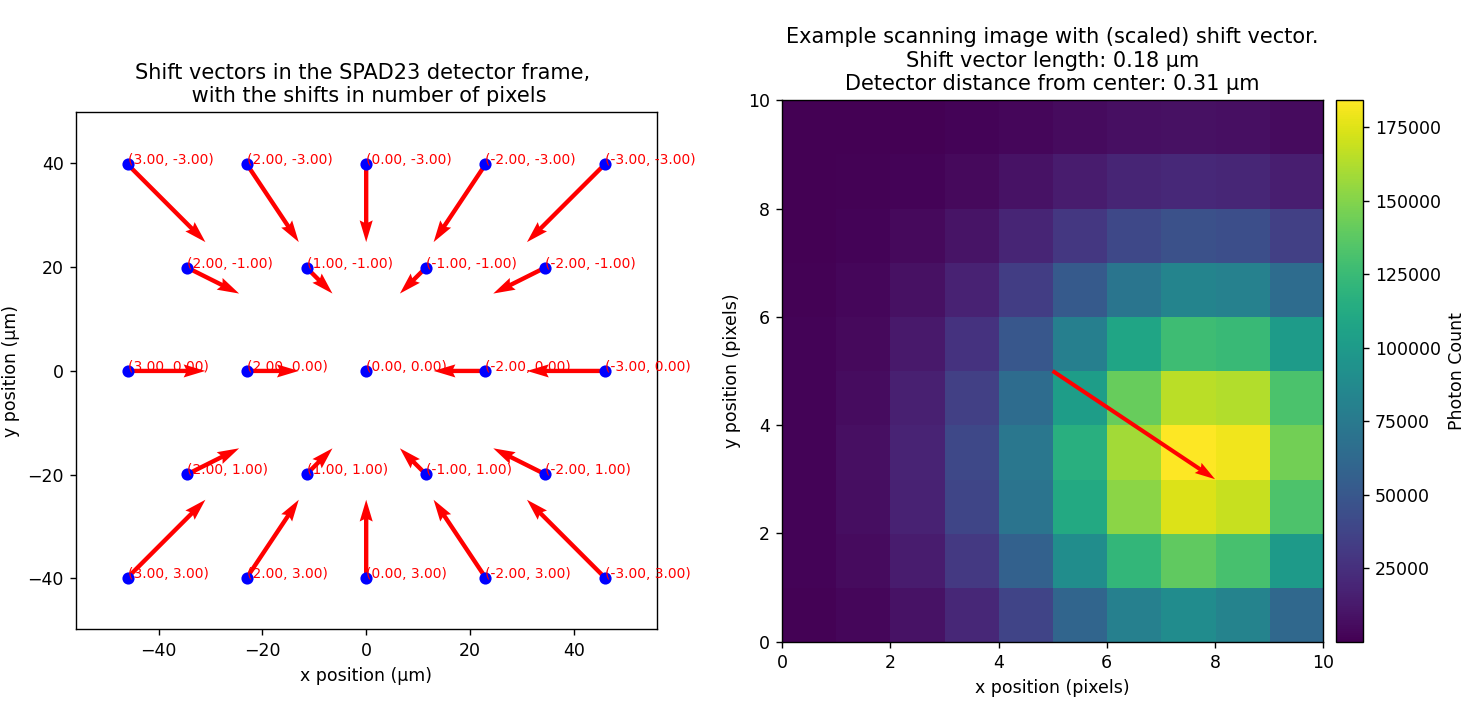 Shift vectors in the SPAD23 detector frame,
with the shifts in number of pixels
y position (µm)
40
20
0
−20
−40
(3.00, -3.00) (2.00, -3.00) (0.00, -3.00) (-2.00, -3.00) (-3.00, -3.00)
(2.00, -1.00) (1.00, -1.00) (-1.00, -1.00) (-2.00, -1.00)
(3.00, 0.00) (2.00, 0.00) (0.00, 0.00) (-2.00, 0.00) (-3.00, 0.00)
(2.00, 1.00) (1.00, 1.00) (-1.00, 1.00) (-2.00, 1.00)
(3.00, 3.00) (2.00, 3.00) (0.00, 3.00) (-2.00, 3.00) (-3.00, 3.00)
−40 −20 0 20 40
x position (µm)
Example scanning image with (scaled) shift vector.
Shift vector length: 0.18 µm
Detector distance from center: 0.31 µm
y position (pixels)
10
8
6
4
2
0
0 2 4 6 8 10
x position (pixels)
175000
150000
125000
100000
75000
50000
25000
Photon Count